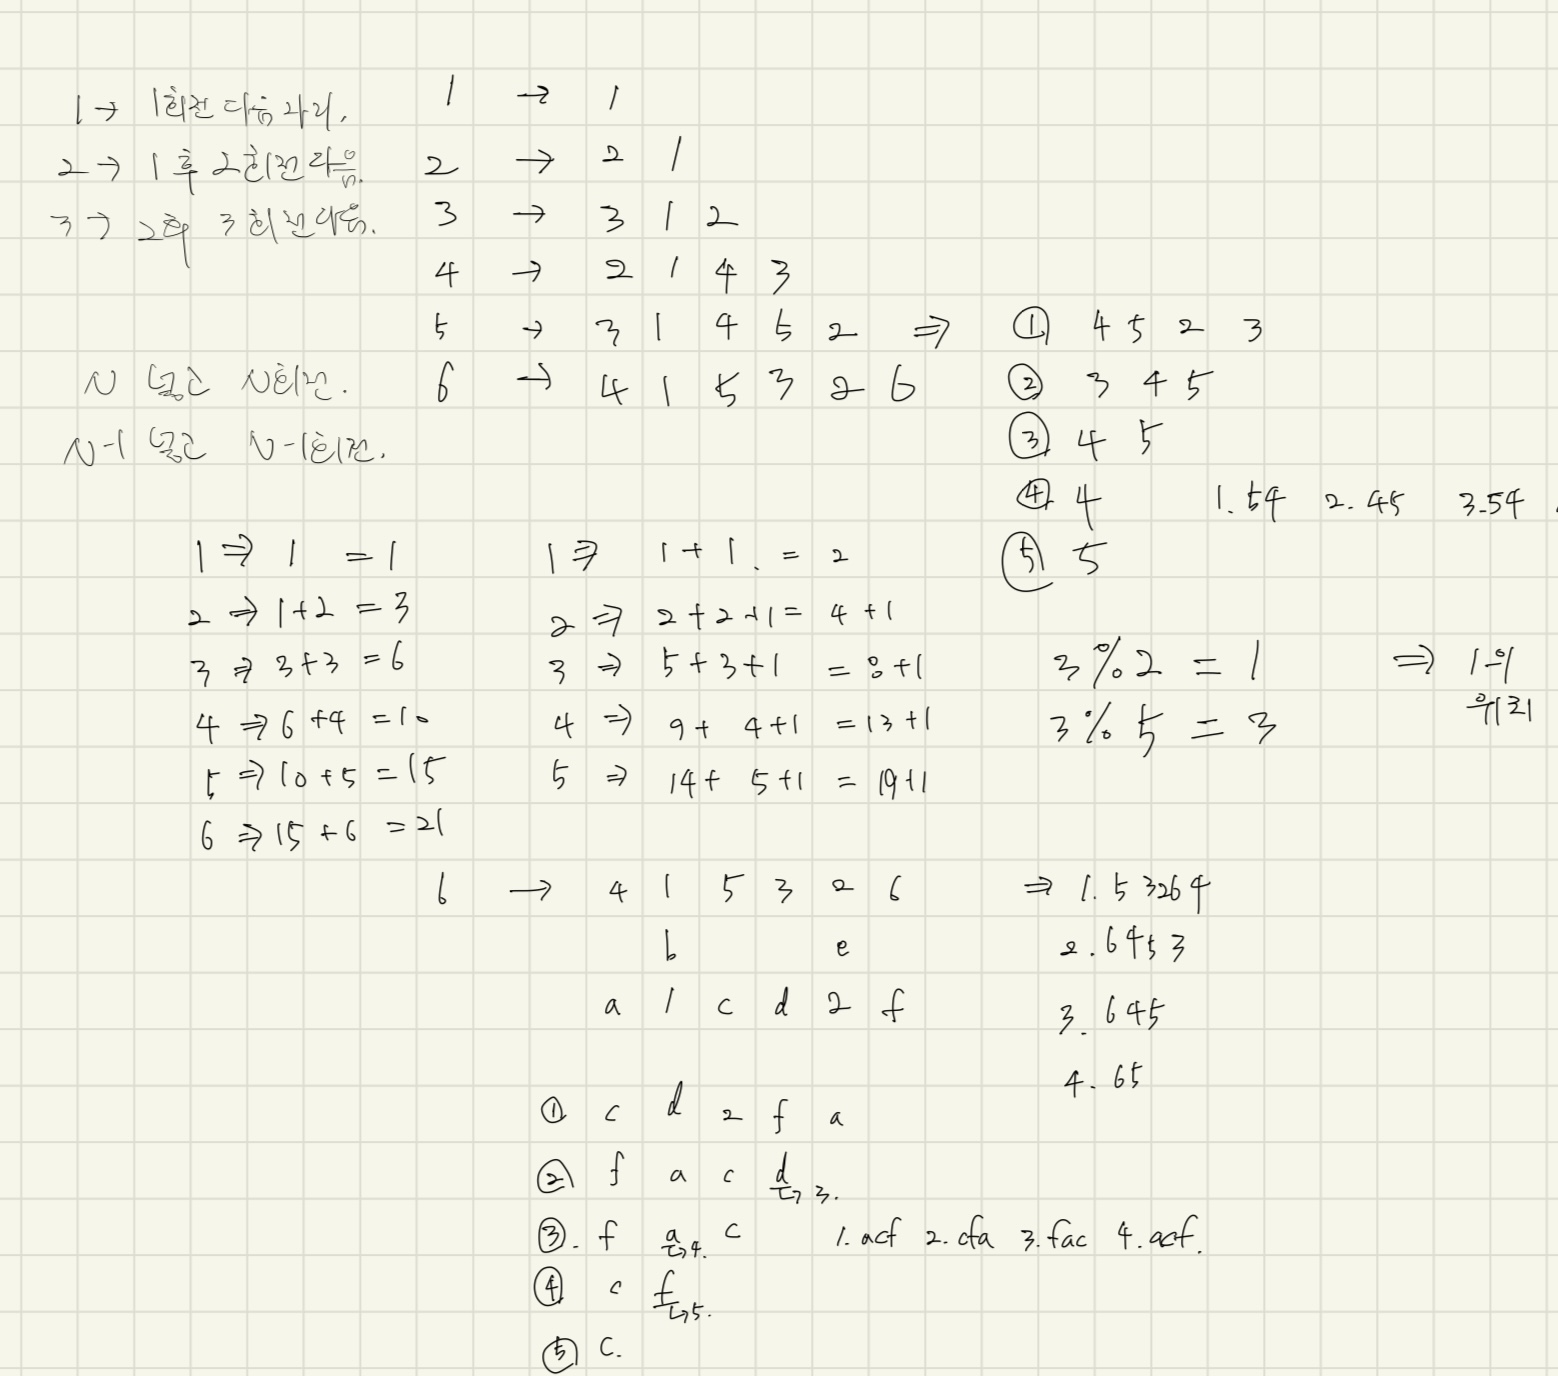 1 → 1회전 다음 자리. 1 → 1
2 → 1 후 2회전 다음. 2 → 2 1
3 → 2회 3회전 다음. 3 → 3 1 2
4 → 2 1 4 3
5 → 3 1 4 5 2 ⇒ ① 4 5 2 3
N 넣고 N회전. 6 → 4 1 5 3 2 6 ② 3 4 5
N-1 넣고 N-1회전. ③ 4 5
④ 4 1. 54 2. 45 3. 54
⑤ 5
1 ⇒ 1 = 1 1 ⇒ 1 + 1. = 2
2 ⇒ 1+2 = 3 2 ⇒ 2 + 2 +1 = 4 +1
3 ⇒ 3+3 = 6 3 ⇒ 5 + 3 +1 = 8 +1 3%2 = 1 ⇒ 1의
위치
4 ⇒ 6 +4 = 10 4 ⇒ 9 + 4 +1 = 13 +1 3% 5 = 3
5 ⇒ 10 +5 = 15 5 ⇒ 14 + 5 +1 = 19 +1
6 ⇒ 15 +6 = 21
6 → 4 1 5 3 2 6 ⇒ 1. 53264
b e 2. 6453
a 1 c d 2 f 3. 645
4. 65
① c d 2 f a
② f a c d ↳ 3.
③. f a ↳ 4. c 1. acf 2. cfa 3. fac 4. acf.
④ c f ↳ 5.
⑤ c.